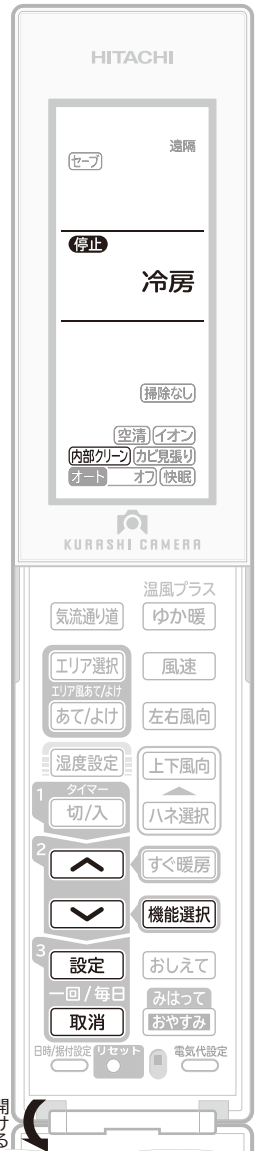 HITACHI
遠隔
セーブ
停止
冷房
掃除なし
空清 イオン
内部クリーン カビ見張り
オート オフ 快眠
KURASHI CAMERA
温風プラス
気流通り道 ゆか暖
エリア選択 風速
エリア風あて/よけ
あて/よけ 左右風向
湿度設定 上下風向
1 タイマー
切/入 ハネ選択
2
すぐ暖房
機能選択
3
設定 おしえて
一回/毎日 みはって
取消 おやすみ
日時/据付設定 リセット 電気代設定
開ける